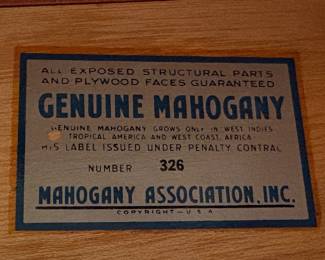 ALL EXPOSED STRUCTURAL PARTS
AND PLYWOOD FACES GUARANTEED
GENUINE MAHOGANY
GENUINE MAHOGANY GROWS ONLY IN WEST INDIES
TROPICAL AMERICA AND WEST COAST, AFRICA
HIS LABEL ISSUED UNDER PENALTY CONTRAC
NUMBER 326
MAHOGANY ASSOCIATION, INC.
COPYRIGHT—U.S.A.